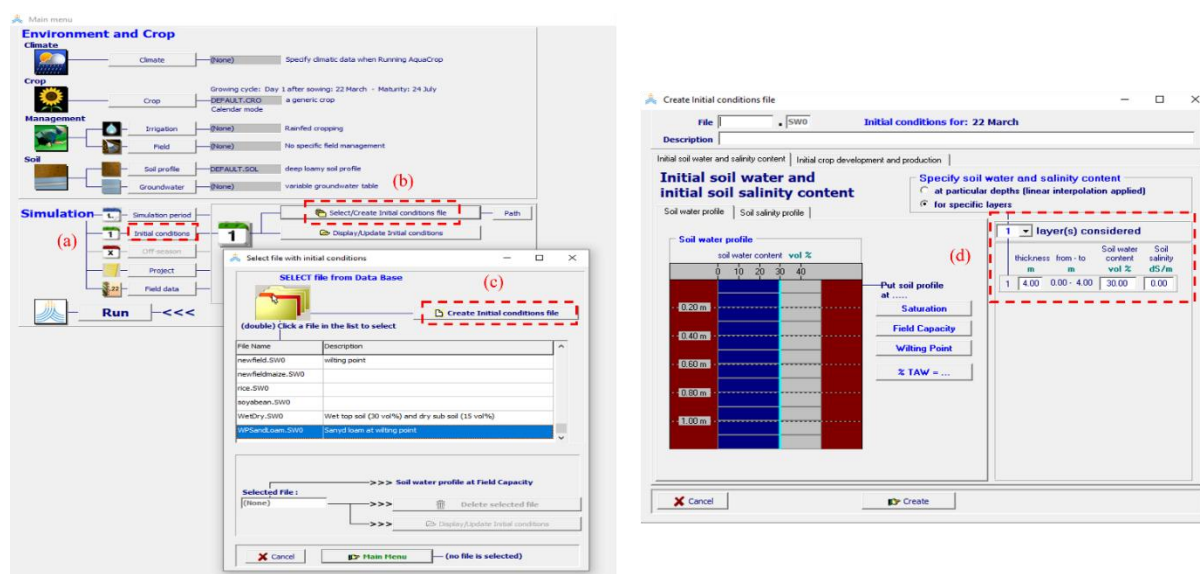 Main menu
Environment and Crop
Climate
Climate (None) Specify climatic data when Running AquaCrop
Crop
Growing cycle: Day 1 after sowing: 22 March - Maturity: 24 July
Crop DEFAULT.CRO a generic crop
Calendar mode
Management
Irrigation (None) Rainfed cropping
Field (None) No specific field management
Soil
Soil profile DEFAULT.SOL deep loamy soil profile
Groundwater (None) variable groundwater table
(b)
Simulation
Simulation period
Select/Create Initial conditions file Path
(a)
1 Initial conditions 1
Display/Update Initial conditions
X Off season
Project
Field data
Run <<<
Select file with initial conditions
SELECT file from Data Base
(c)
Create Initial conditions file
(double) Click a File in the list to select
File Name Description
newfield.SW0 wilting point
newfieldmaize.SW0
rice.SW0
soyabean.SW0
WetDry.SW0 Wet top soil (30 vol%) and dry sub soil (15 vol%)
WPSandLoam.SW0 Sanyd loam at wilting point
>>> Soil water profile at Field Capacity
Selected File :
(None) >>> Delete selected file
>>> Display/Update Initial conditions
Cancel Main Menu (no file is selected)
Create Initial conditions file
File . SW0 Initial conditions for: 22 March
Description
Initial soil water and salinity content Initial crop development and production
Initial soil water and
initial soil salinity content
Specify soil water and salinity content
at particular depths (linear interpolation applied)
for specific layers
Soil water profile Soil salinity profile
(d)
1 layer(s) considered
Soil water profile
soil water content vol %
0 10 20 30 40
thickness from - to Soil water content Soil salinity
m m vol % dS/m
1 4.00 0.00 - 4.00 30.00 0.00
Put soil profile
at .....
0.20 m
Saturation
0.40 m
Field Capacity
Wilting Point
0.60 m
% TAW = ...
0.80 m
1.00 m
Cancel Create